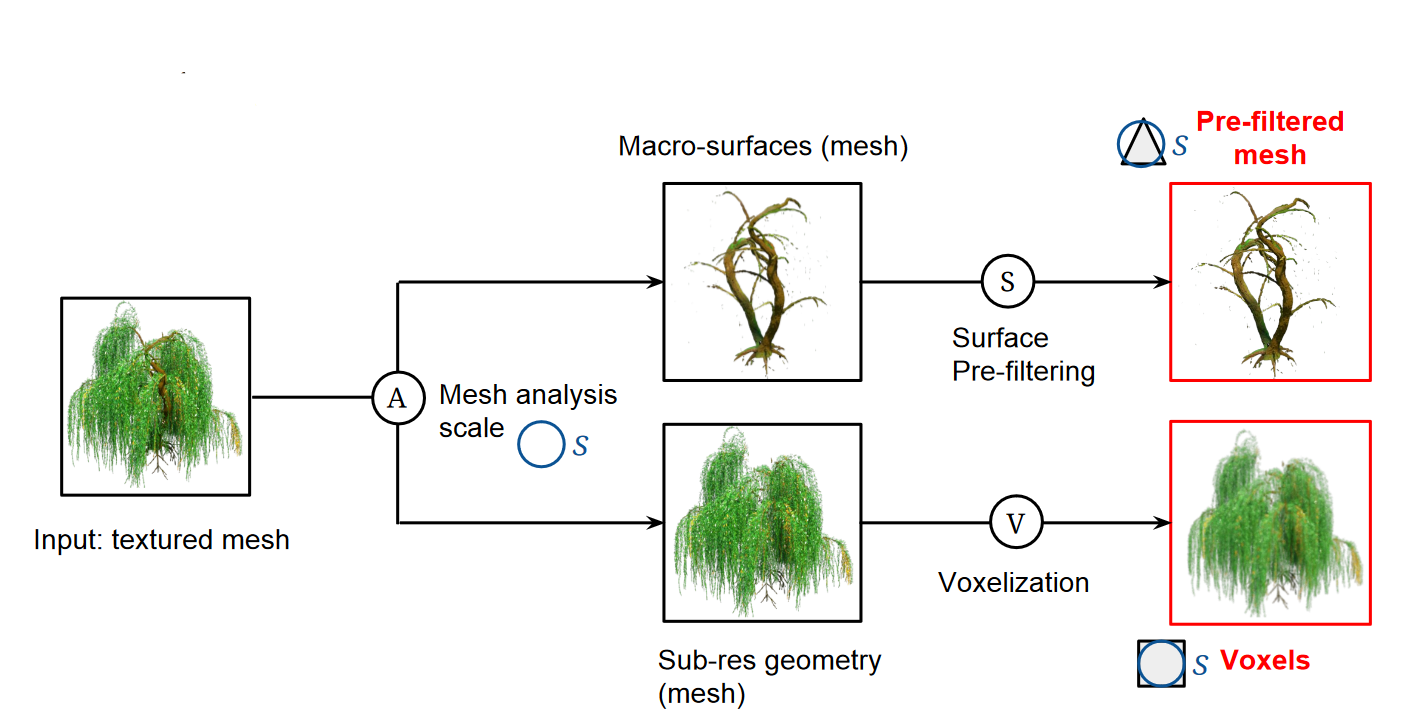 Macro-surfaces (mesh)
S
Pre-filtered
mesh
S
Surface
Pre-filtering
A
Mesh analysis
scale
S
Input: textured mesh
V
Voxelization
Sub-res geometry
(mesh)
S
Voxels